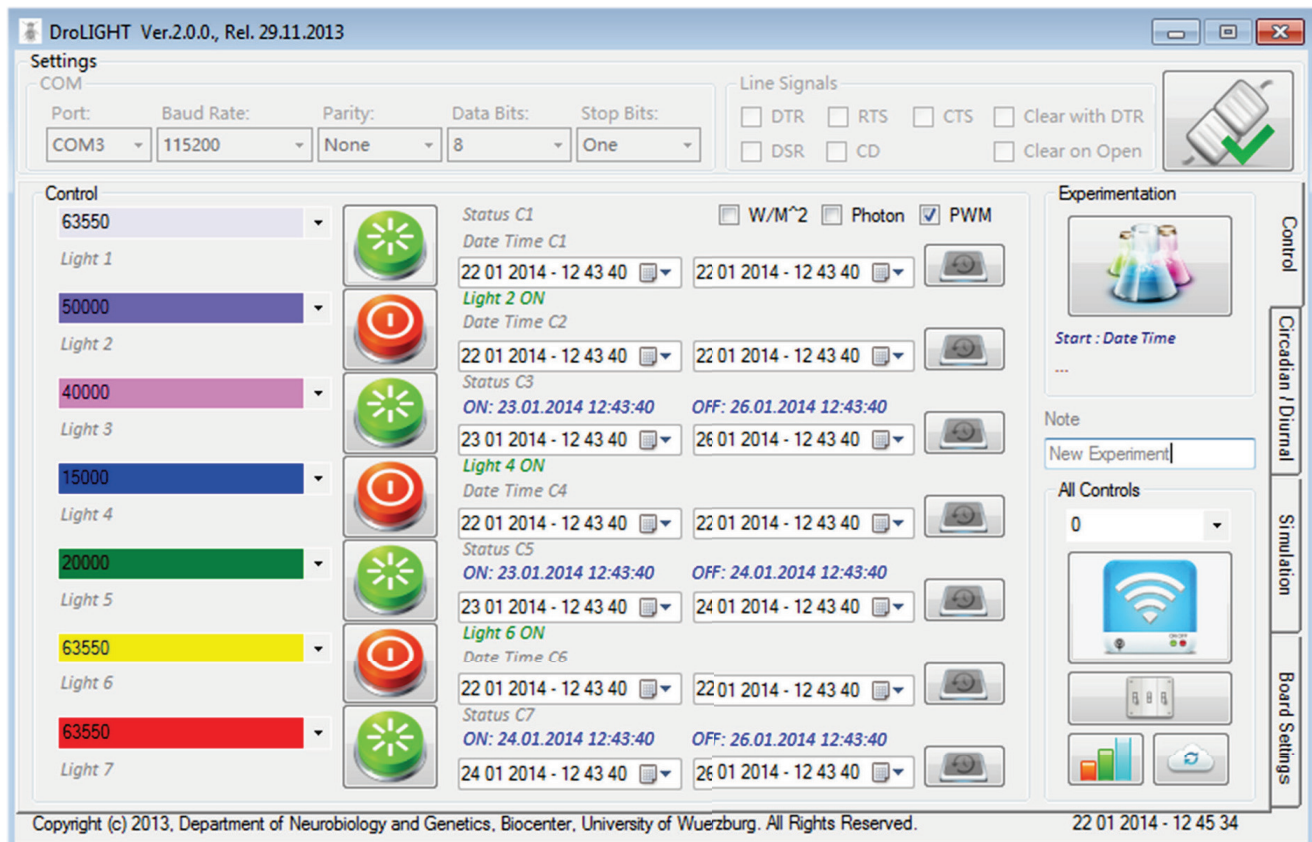 DroLIGHT Ver.2.0.0., Rel. 29.11.2013
Settings
COM
Port: Baud Rate: Parity: Data Bits: Stop Bits:
COM3 115200 None 8 One
Line Signals
DTR RTS CTS Clear with DTR
DSR CD Clear on Open
Control
63550
Light 1
Status C1
W/M^2 Photon PWM
Date Time C1
22 01 2014 - 12 43 40 22 01 2014 - 12 43 40
50000
Light 2
Light 2 ON
Date Time C2
22 01 2014 - 12 43 40 22 01 2014 - 12 43 40
40000
Light 3
Status C3
ON: 23.01.2014 12:43:40 OFF: 26.01.2014 12:43:40
23 01 2014 - 12 43 40 26 01 2014 - 12 43 40
15000
Light 4
Light 4 ON
Date Time C4
22 01 2014 - 12 43 40 22 01 2014 - 12 43 40
20000
Light 5
Status C5
ON: 23.01.2014 12:43:40 OFF: 24.01.2014 12:43:40
23 01 2014 - 12 43 40 24 01 2014 - 12 43 40
63550
Light 6
Light 6 ON
Date Time C6
22 01 2014 - 12 43 40 22 01 2014 - 12 43 40
63550
Light 7
Status C7
ON: 24.01.2014 12:43:40 OFF: 26.01.2014 12:43:40
24 01 2014 - 12 43 40 26 01 2014 - 12 43 40
Experimentation
Start : Date Time
---
Note
New Experiment
All Controls
0
ON/OFF
Control
Circadian / Diurnal
Simulation
Board Settings
Copyright (c) 2013, Department of Neurobiology and Genetics, Biocenter, University of Wuerzburg. All Rights Reserved.
22 01 2014 - 12 45 34